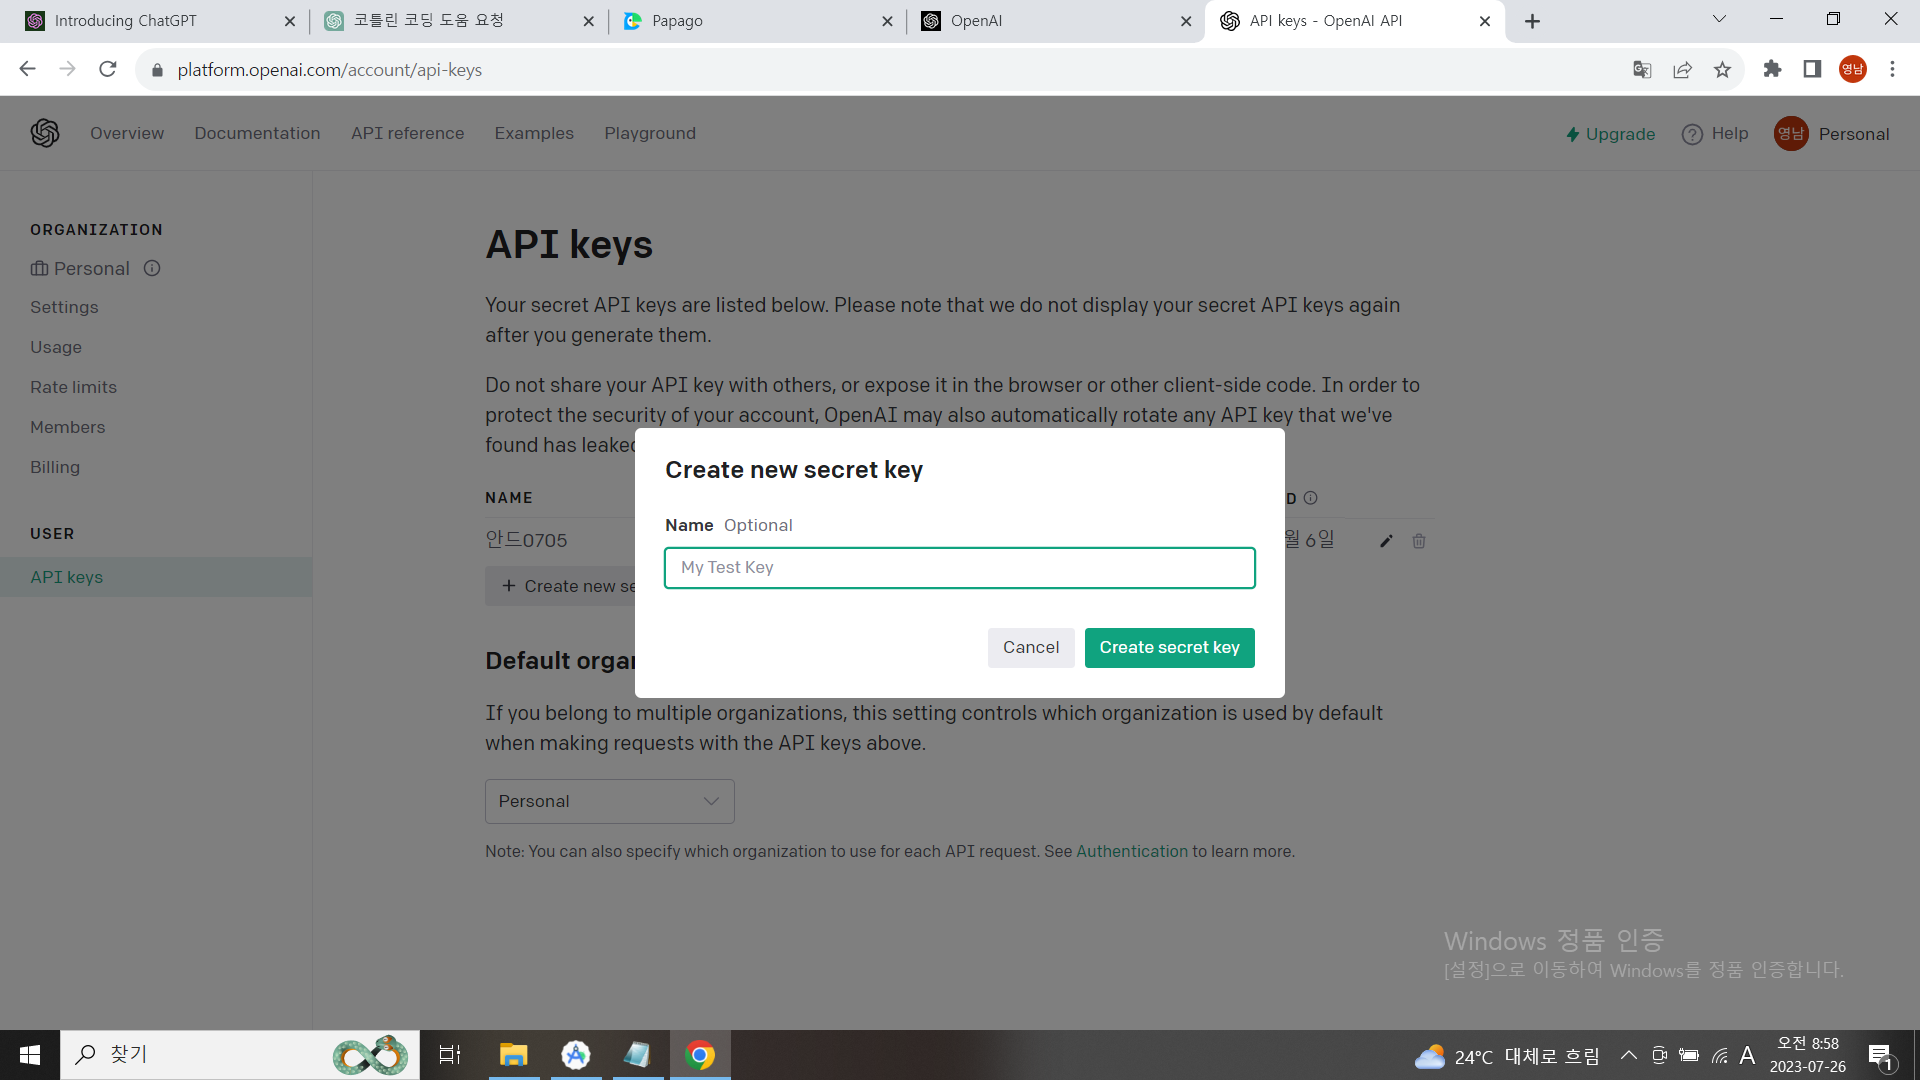 Introducing ChatGPT
코틀린 코딩 도움 요청
Papago
OpenAI
API keys - OpenAI API
platform.openai.com/account/api-keys
영남
Overview
Documentation
API reference
Examples
Playground
Upgrade
Help
영남
Personal
ORGANIZATION
Personal
Settings
Usage
Rate limits
Members
Billing
USER
API keys
API keys
Your secret API keys are listed below. Please note that we do not display your secret API keys again
after you generate them.
Do not share your API key with others, or expose it in the browser or other client-side code. In order to
protect the security of your account, OpenAI may also automatically rotate any API key that we've
found has leaked
NAME
D
안드0705
월 6일
+ Create new se
Create new secret key
Name Optional
My Test Key
Cancel
Create secret key
Default organ
If you belong to multiple organizations, this setting controls which organization is used by default
when making requests with the API keys above.
Personal
Note: You can also specify which organization to use for each API request. See Authentication to learn more.
Windows 정품 인증
[설정]으로 이동하여 Windows를 정품 인증합니다.
찾기
24°C 대체로 흐림
A
오전 8:58
2023-07-26
1